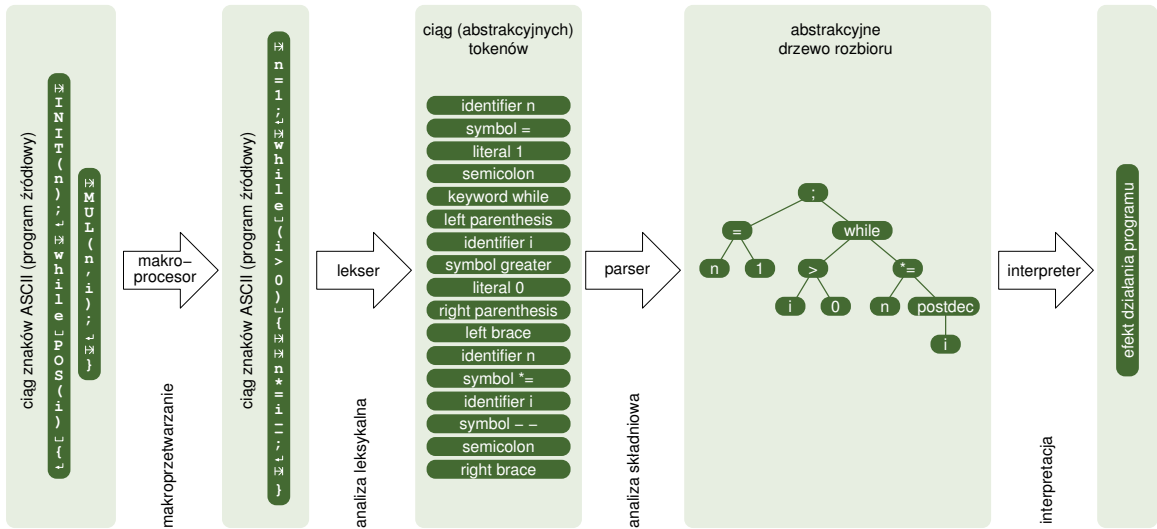 ciąg znaków ASCII (program źródłowy)
INIT(n);↵
while␣POS(i)␣{↵
MUL(n,i);↵
}
makro–
procesor
makroprzetwarzanie
ciąg znaków ASCII (program źródłowy)
n=1;↵
while␣(i>0)␣{
n*=i--;↵
}
lekser
analiza leksykalna
ciąg (abstrakcyjnych)
tokenów
identifier n
symbol =
literal 1
semicolon
keyword while
left parenthesis
identifier i
symbol greater
literal 0
right parenthesis
left brace
identifier n
symbol *=
identifier i
symbol – –
semicolon
right brace
parser
analiza składniowa
abstrakcyjne
drzewo rozbioru
;
= while
n 1 > *=
i 0 n postdec
i
interpreter
interpretacja
efekt działania programu